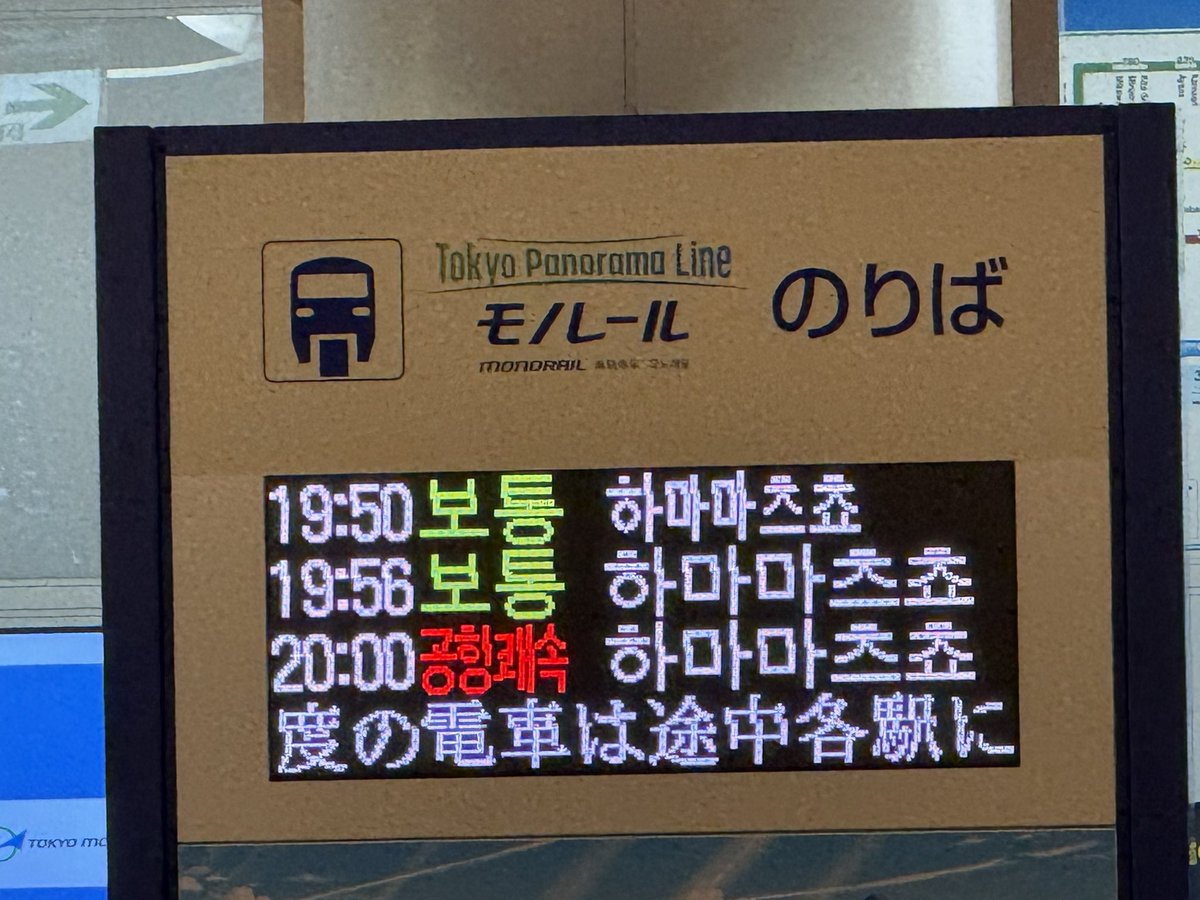 Tokyo Panorama Line
モノレール
MONORAIL
のりば
19:50 보통 하마마츠쵸
19:56 보통 하마마츠쵸
20:00 공항쾌속 하마마츠쵸
度の電車は途中各駅に
TOKYO MO